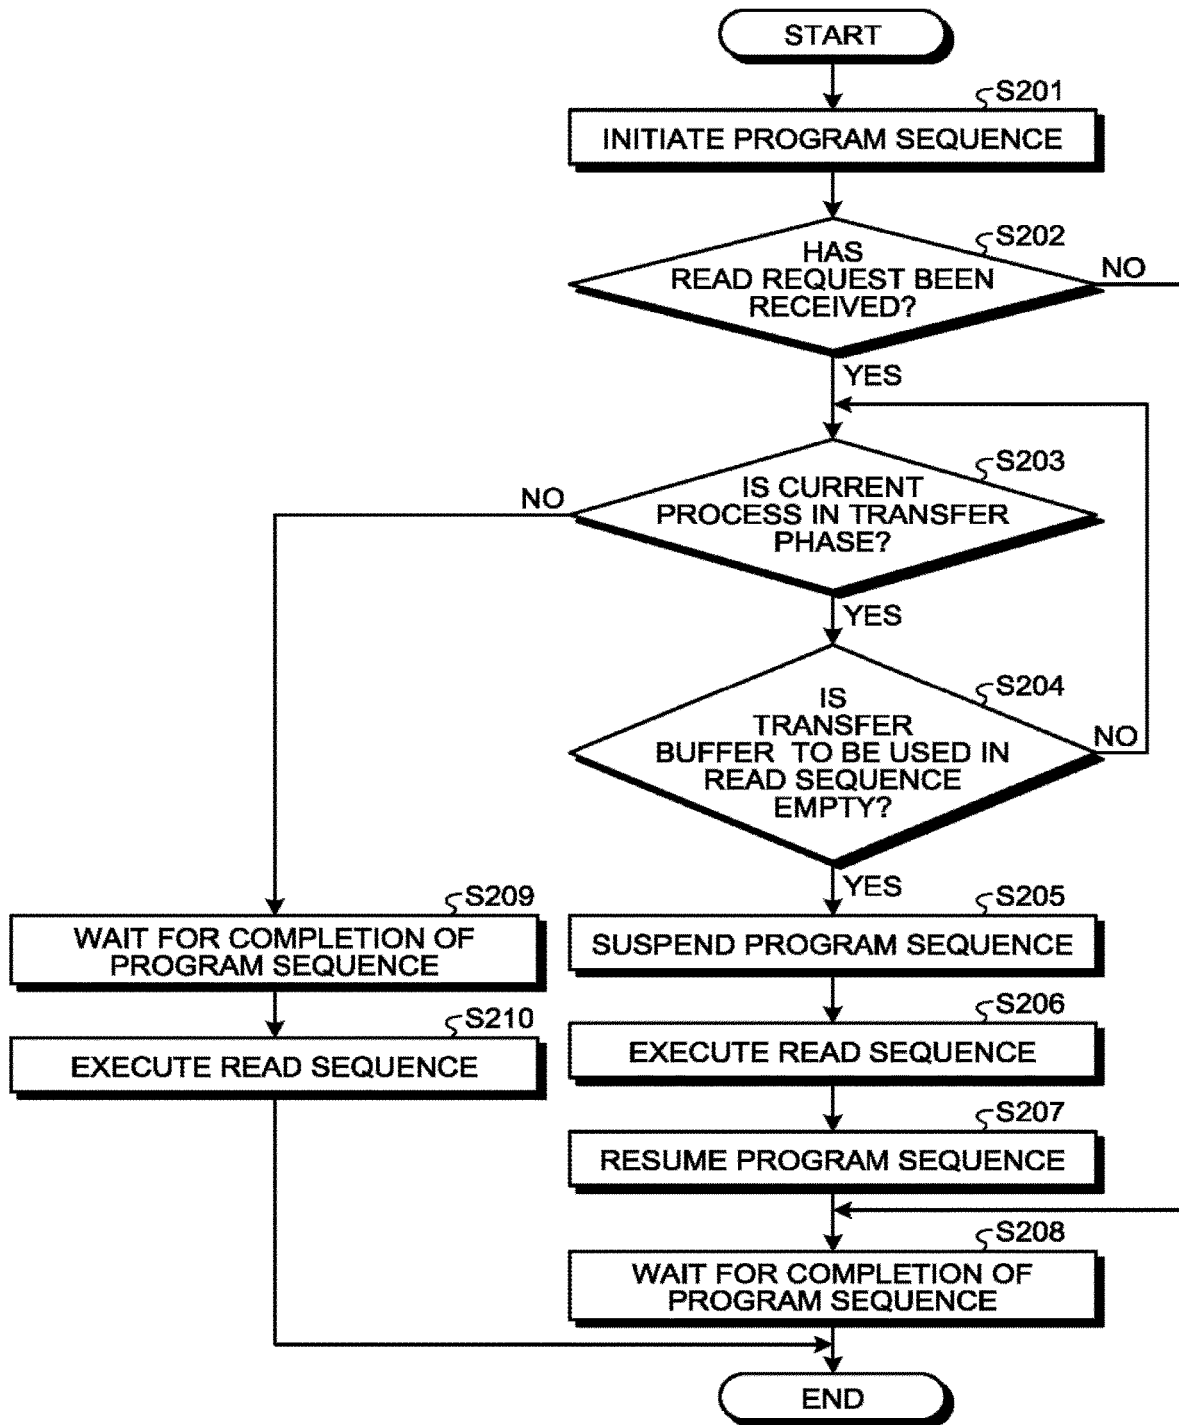 START
S201
INITIATE PROGRAM SEQUENCE
S202
HAS
READ REQUEST BEEN
RECEIVED?
NO
YES
S203
IS CURRENT
PROCESS IN TRANSFER
PHASE?
NO
YES
S204
IS
TRANSFER
BUFFER TO BE USED IN
READ SEQUENCE
EMPTY?
NO
YES
S209
WAIT FOR COMPLETION OF
PROGRAM SEQUENCE
S205
SUSPEND PROGRAM SEQUENCE
S210
EXECUTE READ SEQUENCE
S206
EXECUTE READ SEQUENCE
S207
RESUME PROGRAM SEQUENCE
S208
WAIT FOR COMPLETION OF
PROGRAM SEQUENCE
END